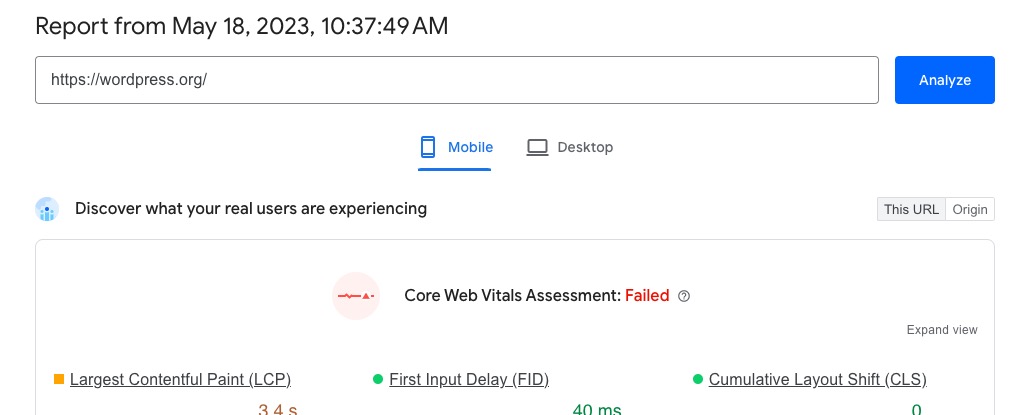 Report from May 18, 2023, 10:37:49 AM
https://wordpress.org/
Analyze
Mobile
Desktop
Discover what your real users are experiencing
This URL
Origin
Core Web Vitals Assessment: Failed
Expand view
Largest Contentful Paint (LCP)
First Input Delay (FID)
Cumulative Layout Shift (CLS)
3.4 s
40 ms
0